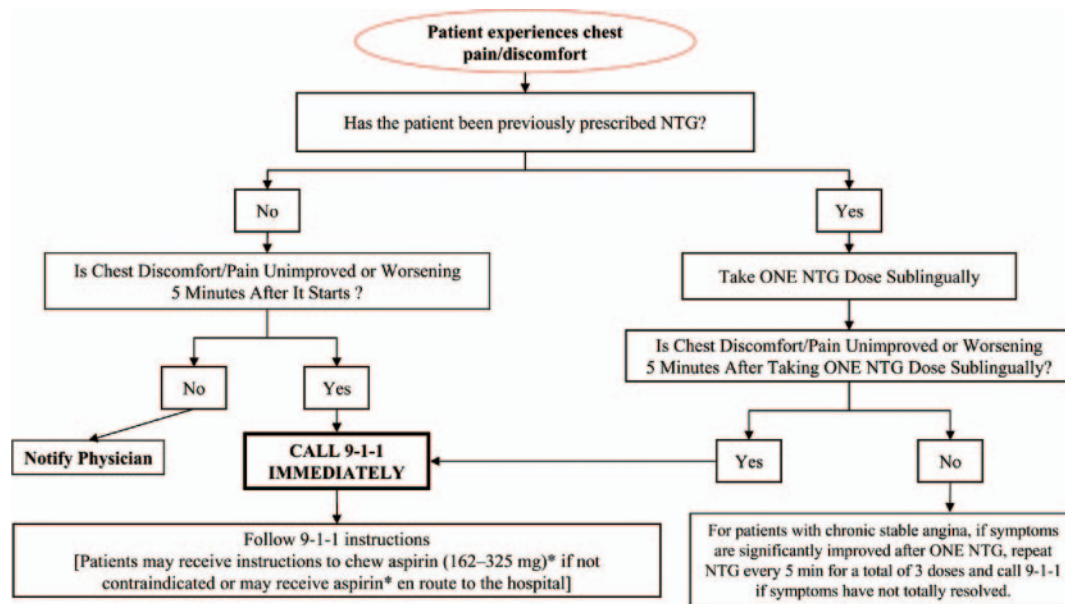 Patient experiences chest
pain/discomfort
Has the patient been previously prescribed NTG?
No
Yes
Is Chest Discomfort/Pain Unimproved or Worsening
5 Minutes After It Starts ?
Take ONE NTG Dose Sublingually
Is Chest Discomfort/Pain Unimproved or Worsening
5 Minutes After Taking ONE NTG Dose Sublingually?
No
Yes
Notify Physician
CALL 9-1-1
IMMEDIATELY
Yes
No
Follow 9-1-1 instructions
[Patients may receive instructions to chew aspirin (162–325 mg)* if not
contraindicated or may receive aspirin* en route to the hospital]
For patients with chronic stable angina, if symptoms
are significantly improved after ONE NTG, repeat
NTG every 5 min for a total of 3 doses and call 9-1-1
if symptoms have not totally resolved.